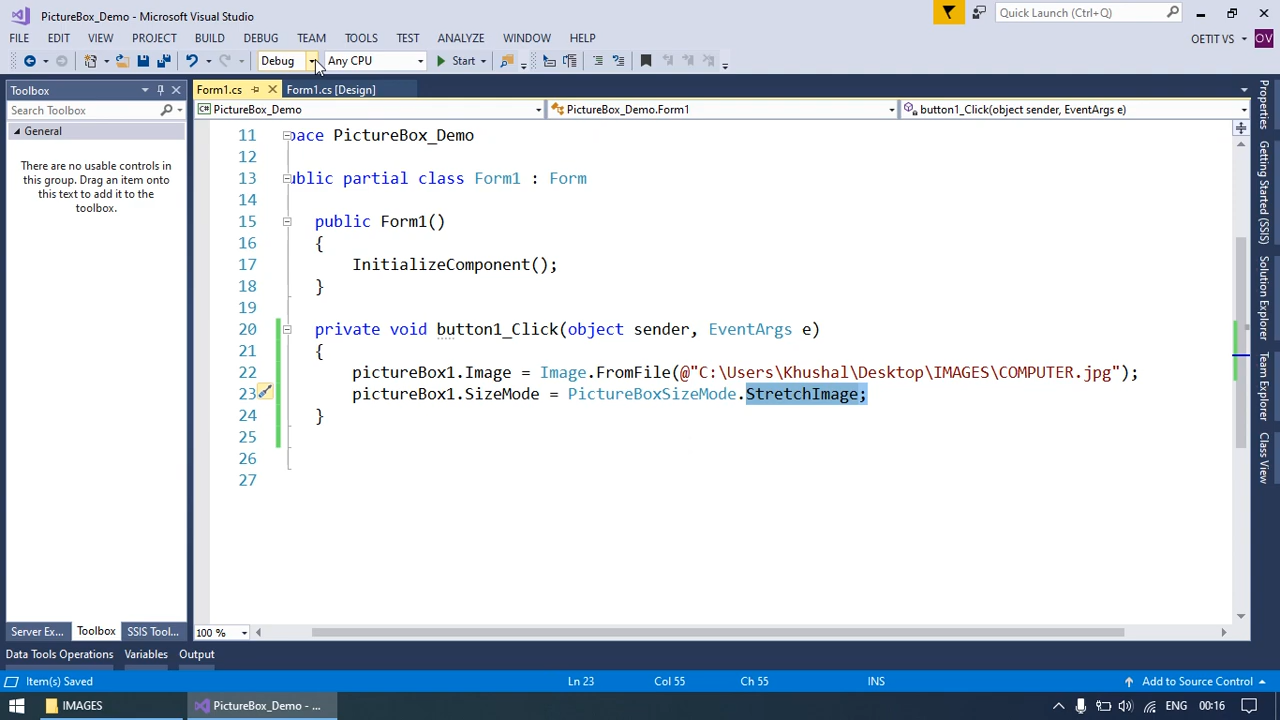 PictureBox_Demo - Microsoft Visual Studio
Quick Launch (Ctrl+Q)
FILE EDIT VIEW PROJECT BUILD DEBUG TEAM TOOLS TEST ANALYZE WINDOW HELP
OETIT VS OV
Debug Any CPU Start
Toolbox
Form1.cs Form1.cs [Design]
Search Toolbox
PictureBox_Demo PictureBox_Demo.Form1 button1_Click(object sender, EventArgs e)
General
There are no usable controls in
this group. Drag an item onto
this text to add it to the
toolbox.
11 pace PictureBox_Demo
12
13 ublic partial class Form1 : Form
14
15 public Form1()
16 {
17 InitializeComponent();
18 }
19
20 private void button1_Click(object sender, EventArgs e)
21 {
22 pictureBox1.Image = Image.FromFile(@"C:\Users\Khushal\Desktop\IMAGES\COMPUTER.jpg");
23 pictureBox1.SizeMode = PictureBoxSizeMode.StretchImage;
24 }
25
26
27
Properties
Getting Started (SSIS)
Solution Explorer
Team Explorer
Class View
Server Ex... Toolbox SSIS Tool...
100 %
Data Tools Operations Variables Output
Item(s) Saved Ln 23 Col 55 Ch 55 INS Add to Source Control
IMAGES PictureBox_Demo - ... ENG 00:16